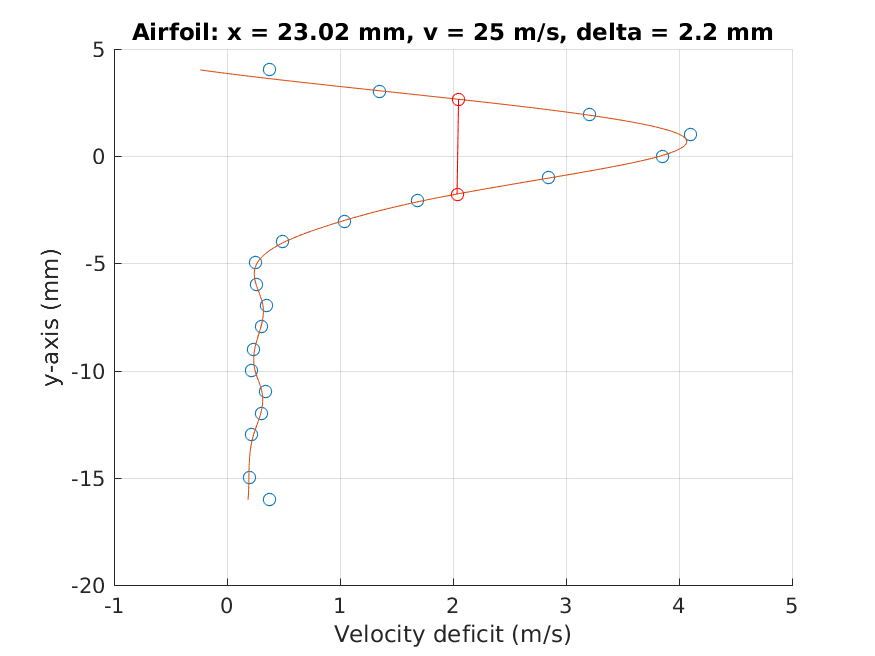 Airfoil: x = 23.02 mm, v = 25 m/s, delta = 2.2 mm
5
0
-5
-10
-15
-20
y-axis (mm)
-1 0 1 2 3 4 5
Velocity deficit (m/s)